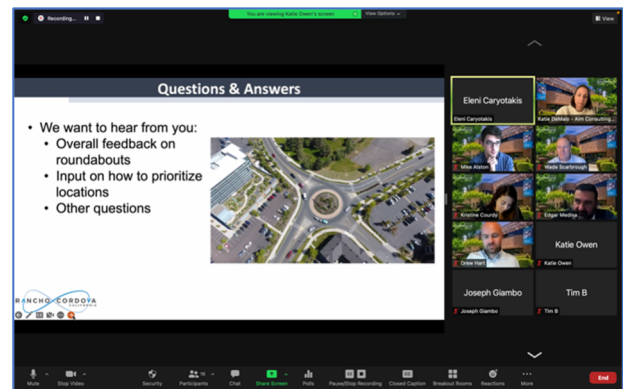 Recording...
You are viewing Katie Owen's screen
View Options
View
Questions & Answers
• We want to hear from you:
• Overall feedback on
roundabouts
• Input on how to prioritize
locations
• Other questions
RANCHO CORDOVA
CALIFORNIA
Eleni Caryotakis
Eleni Caryotakis
Katie DeMaio - Aim Consulting...
Mike Alston
Wade Scarbrough
Kristine Courdy
Edgar Medina
Drew Hart
Katie Owen
Katie Owen
Joseph Giambo
Joseph Giambo
Tim B
Tim B
Mute
Stop Video
Security
Participants
Chat
Share Screen
Polls
Pause/Stop Recording
Closed Caption
Breakout Rooms
Reactions
More
End